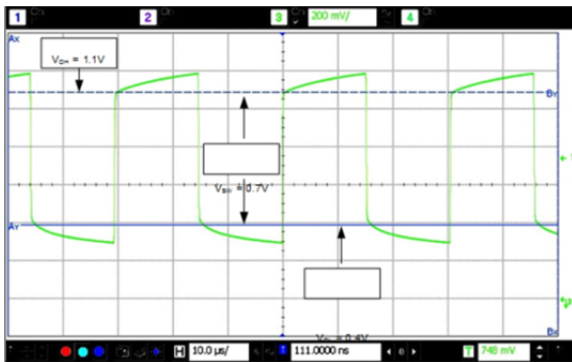 1 2 3 200 mV/ 4
Ax
VOH = 1.1V
By
VSW = 0.7V
Ay
Bx
H 10.0 µs/ 111.0000 ns 0 T 748 mV